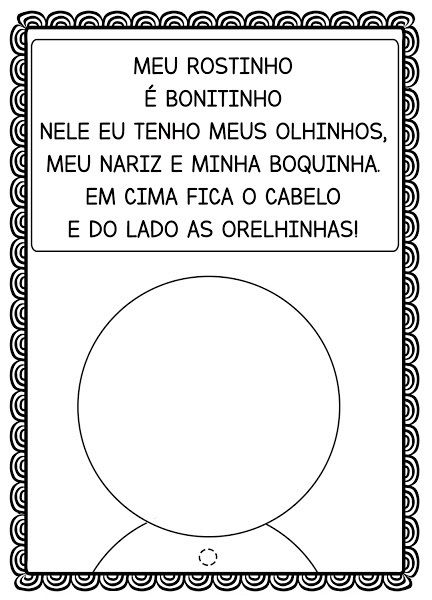 MEU ROSTINHO
É BONITINHO
NELE EU TENHO MEUS OLHINHOS,
MEU NARIZ E MINHA BOQUINHA.
EM CIMA FICA O CABELO
E DO LADO AS ORELHINHAS!